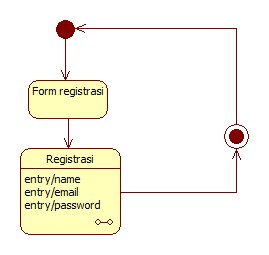 Form registrasi
Registrasi
entry/name
entry/email
entry/password